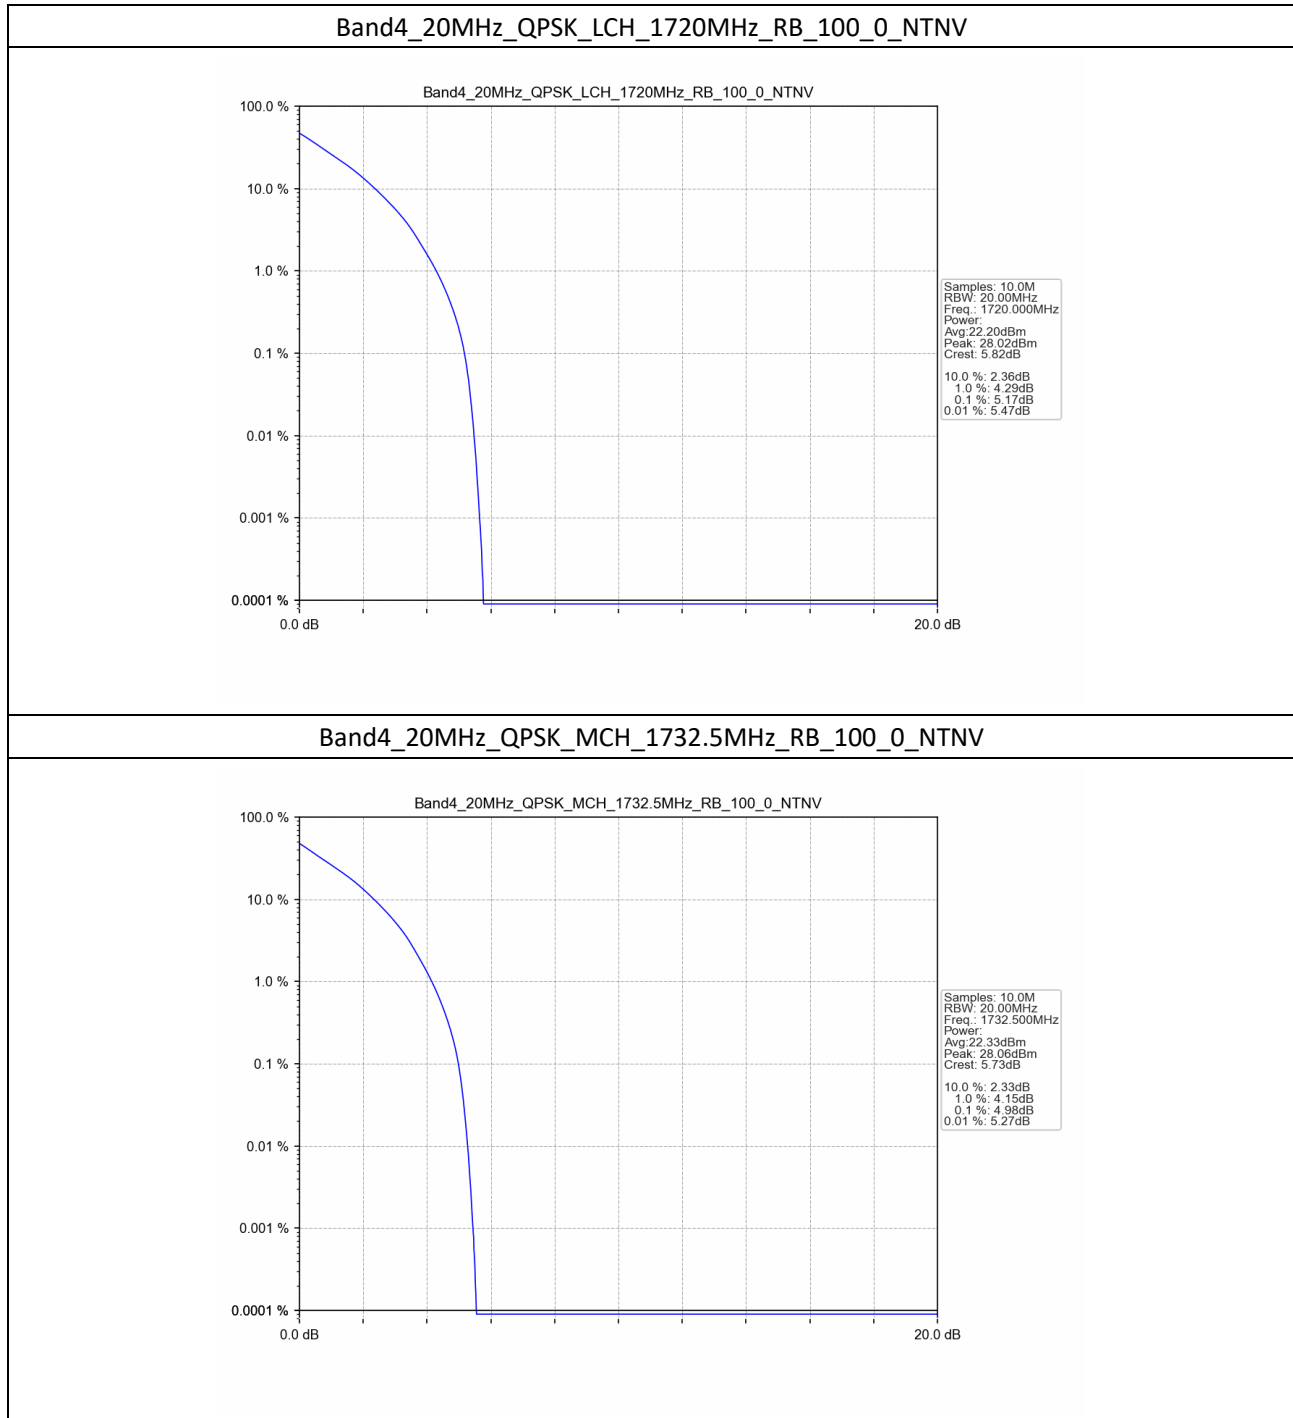 Band4_20MHz_QPSK_LCH_1720MHz_RB_100_0_NTNV
Band4_20MHz_QPSK_LCH_1720MHz_RB_100_0_NTNV
100.0 %
10.0 %
1.0 %
0.1 %
0.01 %
0.001 %
0.0001 %
0.0 dB
20.0 dB
Samples: 10.0M
RBW: 20.00MHz
Freq.: 1720.000MHz
Power:
Avg:22.20dBm
Peak: 28.02dBm
Crest: 5.82dB
10.0 %: 2.36dB
1.0 %: 4.29dB
0.1 %: 5.17dB
0.01 %: 5.47dB
Band4_20MHz_QPSK_MCH_1732.5MHz_RB_100_0_NTNV
Band4_20MHz_QPSK_MCH_1732.5MHz_RB_100_0_NTNV
100.0 %
10.0 %
1.0 %
0.1 %
0.01 %
0.001 %
0.0001 %
0.0 dB
20.0 dB
Samples: 10.0M
RBW: 20.00MHz
Freq.: 1732.500MHz
Power:
Avg:22.33dBm
Peak: 28.06dBm
Crest: 5.73dB
10.0 %: 2.33dB
1.0 %: 4.15dB
0.1 %: 4.98dB
0.01 %: 5.27dB